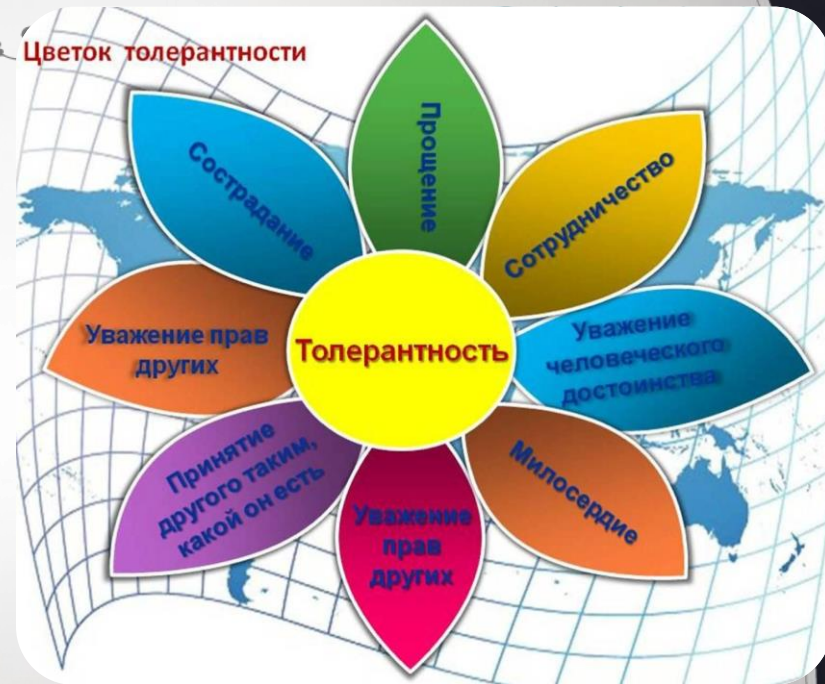 Цветок толерантности
Прощение
Сотрудничество
Уважение
человеческого
достоинства
Милосердие
Уважение
прав
других
Принятие
другого таким,
какой он есть
Уважение прав
других
Сострадание
Толерантность